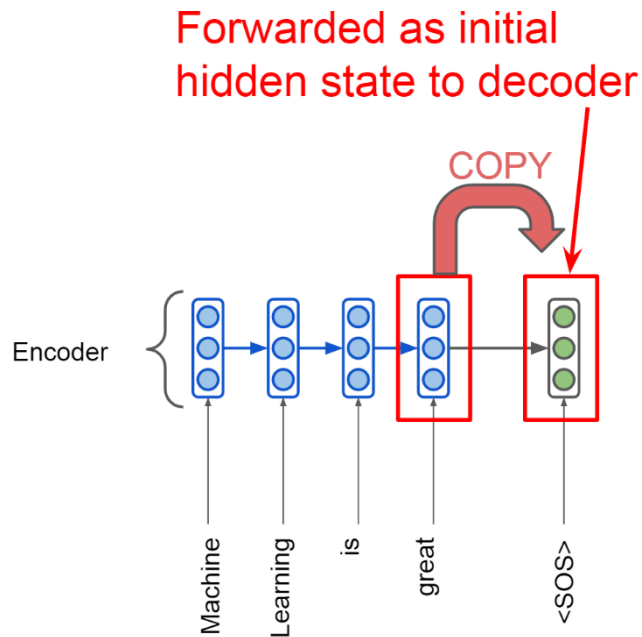 Forwarded as initial
hidden state to decoder
COPY
Encoder
Machine
Learning
is
great
<SOS>